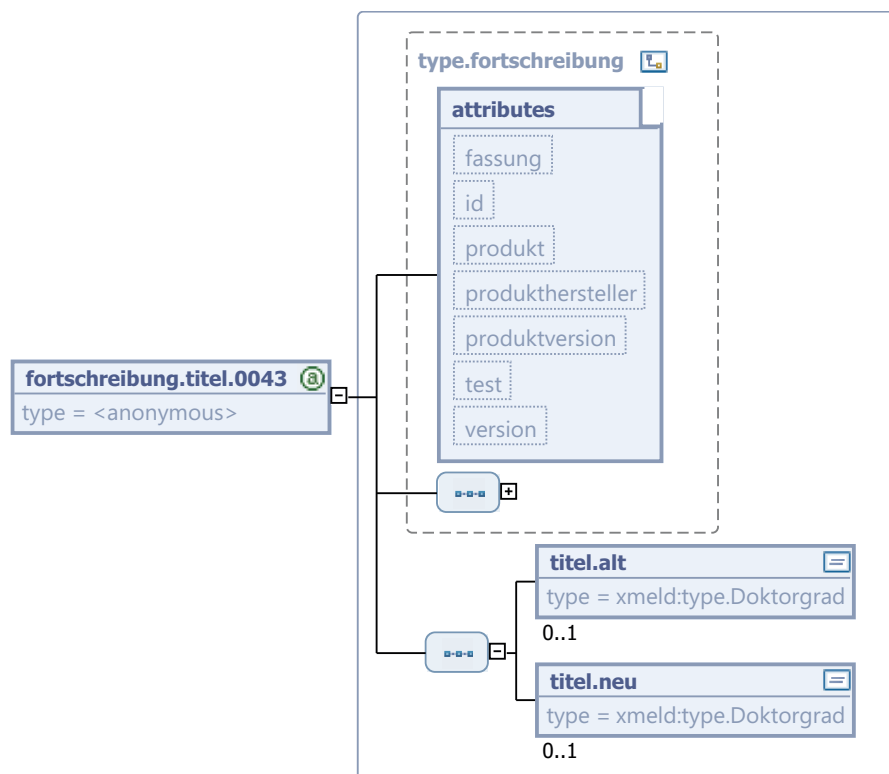 type.fortschreibung
attributes
fassung
id
produkt
produkthersteller
produktversion
test
version
fortschreibung.titel.0043 @
type = <anonymous>
titel.alt
type = xmeld:type.Doktorgrad
0..1
titel.neu
type = xmeld:type.Doktorgrad
0..1